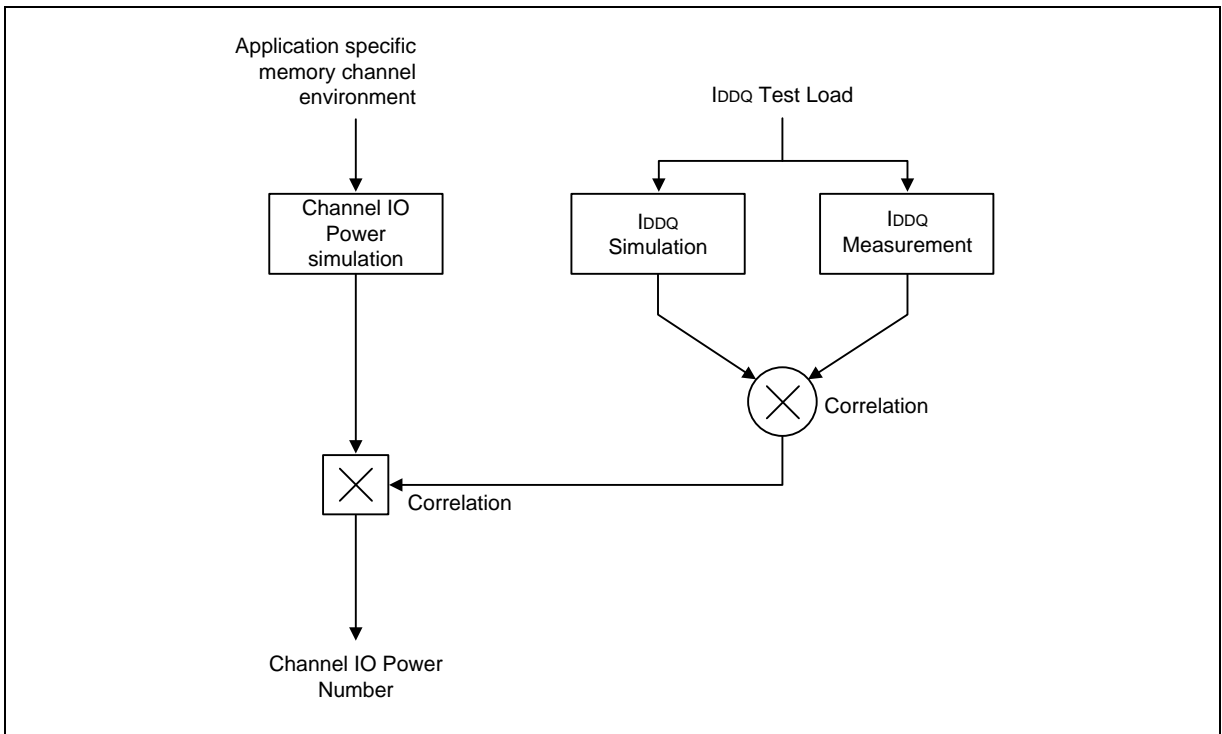 Application specific
memory channel
environment
IDDQ Test Load
Channel IO
Power
simulation
IDDQ
Simulation
IDDQ
Measurement
Correlation
Correlation
Channel IO Power
Number